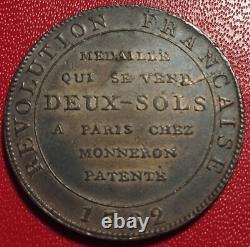 REVOLUTION FRANÇAISE
MEDAILLE
QUI SE VEND
DEUX-SOLS
A PARIS CHEZ
MONNERON
PATENTÉ